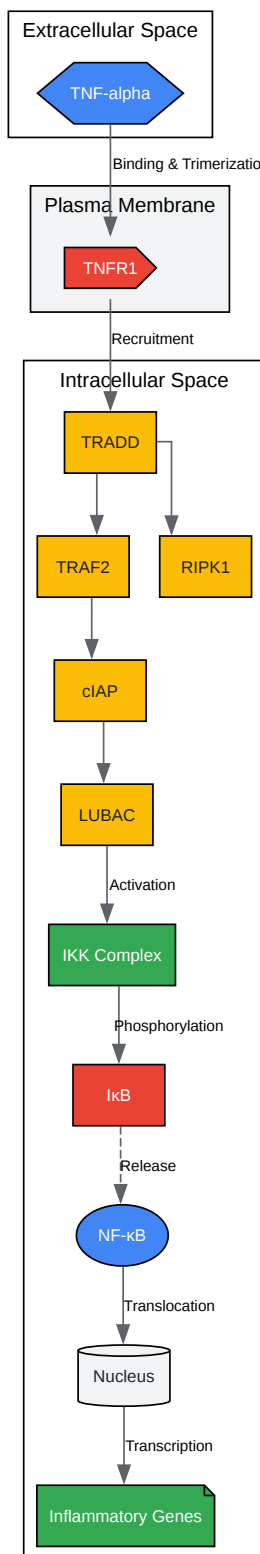 Extracellular Space
TNF-alpha
Binding & Trimerizatio
Plasma Membrane
TNFR1
Recruitment
Intracellular Space
TRADD
TRAF2
RIPK1
cIAP
LUBAC
Activation
IKK Complex
Phosphorylation
IκB
Release
NF-κB
Translocation
Nucleus
Transcription
Inflammatory Genes